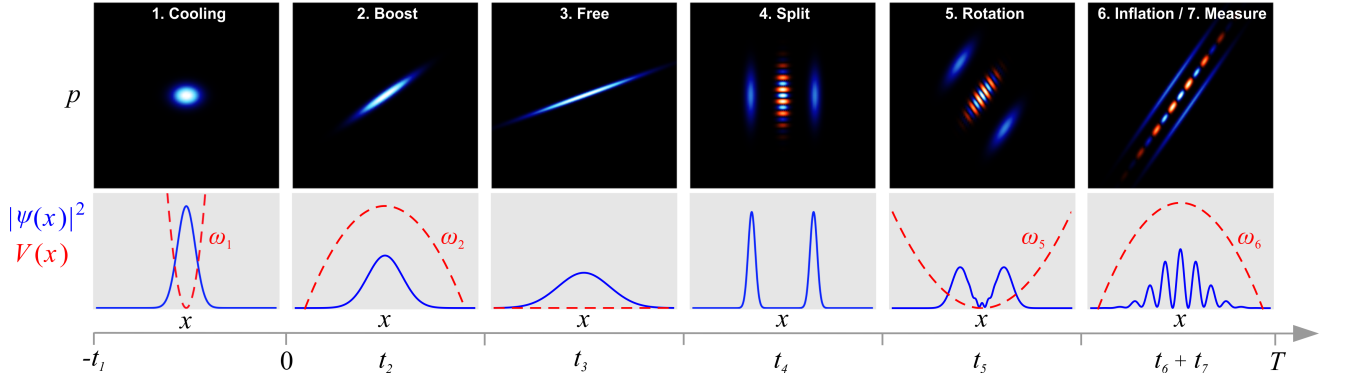 1. Cooling
2. Boost
3. Free
4. Split
5. Rotation
6. Inflation / 7. Measure
p
|ψ(x)|²
V(x)
ω₁
ω₂
ω₅
ω₆
x
x
x
x
x
x
-t₁
0
t₂
t₃
t₄
t₅
t₆ + t₇
T